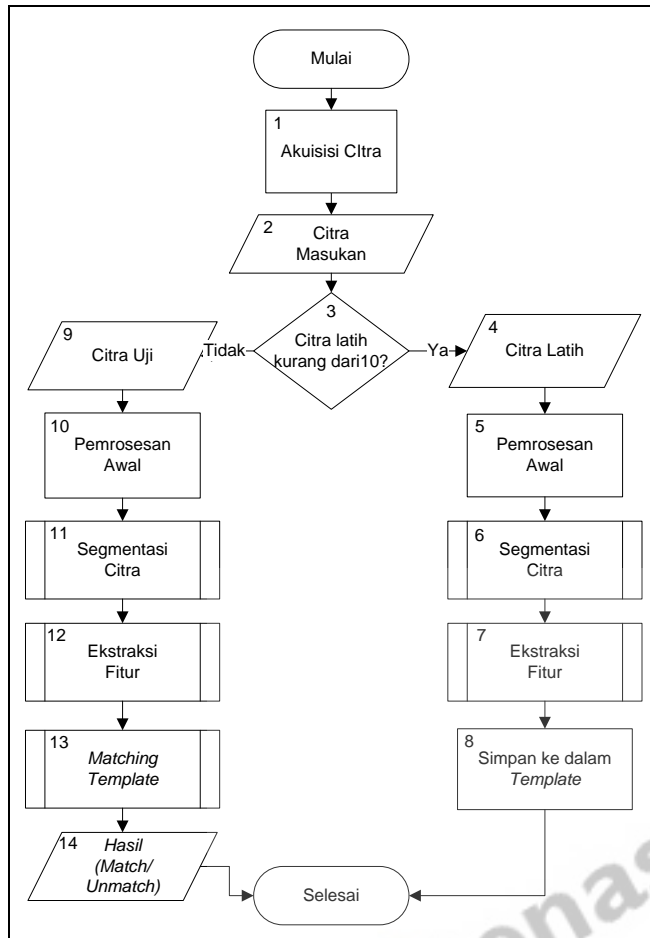 Mulai
1
Akuisisi CItra
2
Citra
Masukan
3
Citra latih
kurang dari10?
Tidak
Ya
4
Citra Latih
5
Pemrosesan
Awal
6
Segmentasi
Citra
7
Ekstraksi
Fitur
8
Simpan ke dalam
Template
9
Citra Uji
10
Pemrosesan
Awal
11
Segmentasi
Citra
12
Ekstraksi
Fitur
13
Matching
Template
14
Hasil
(Match/
Unmatch)
Selesai